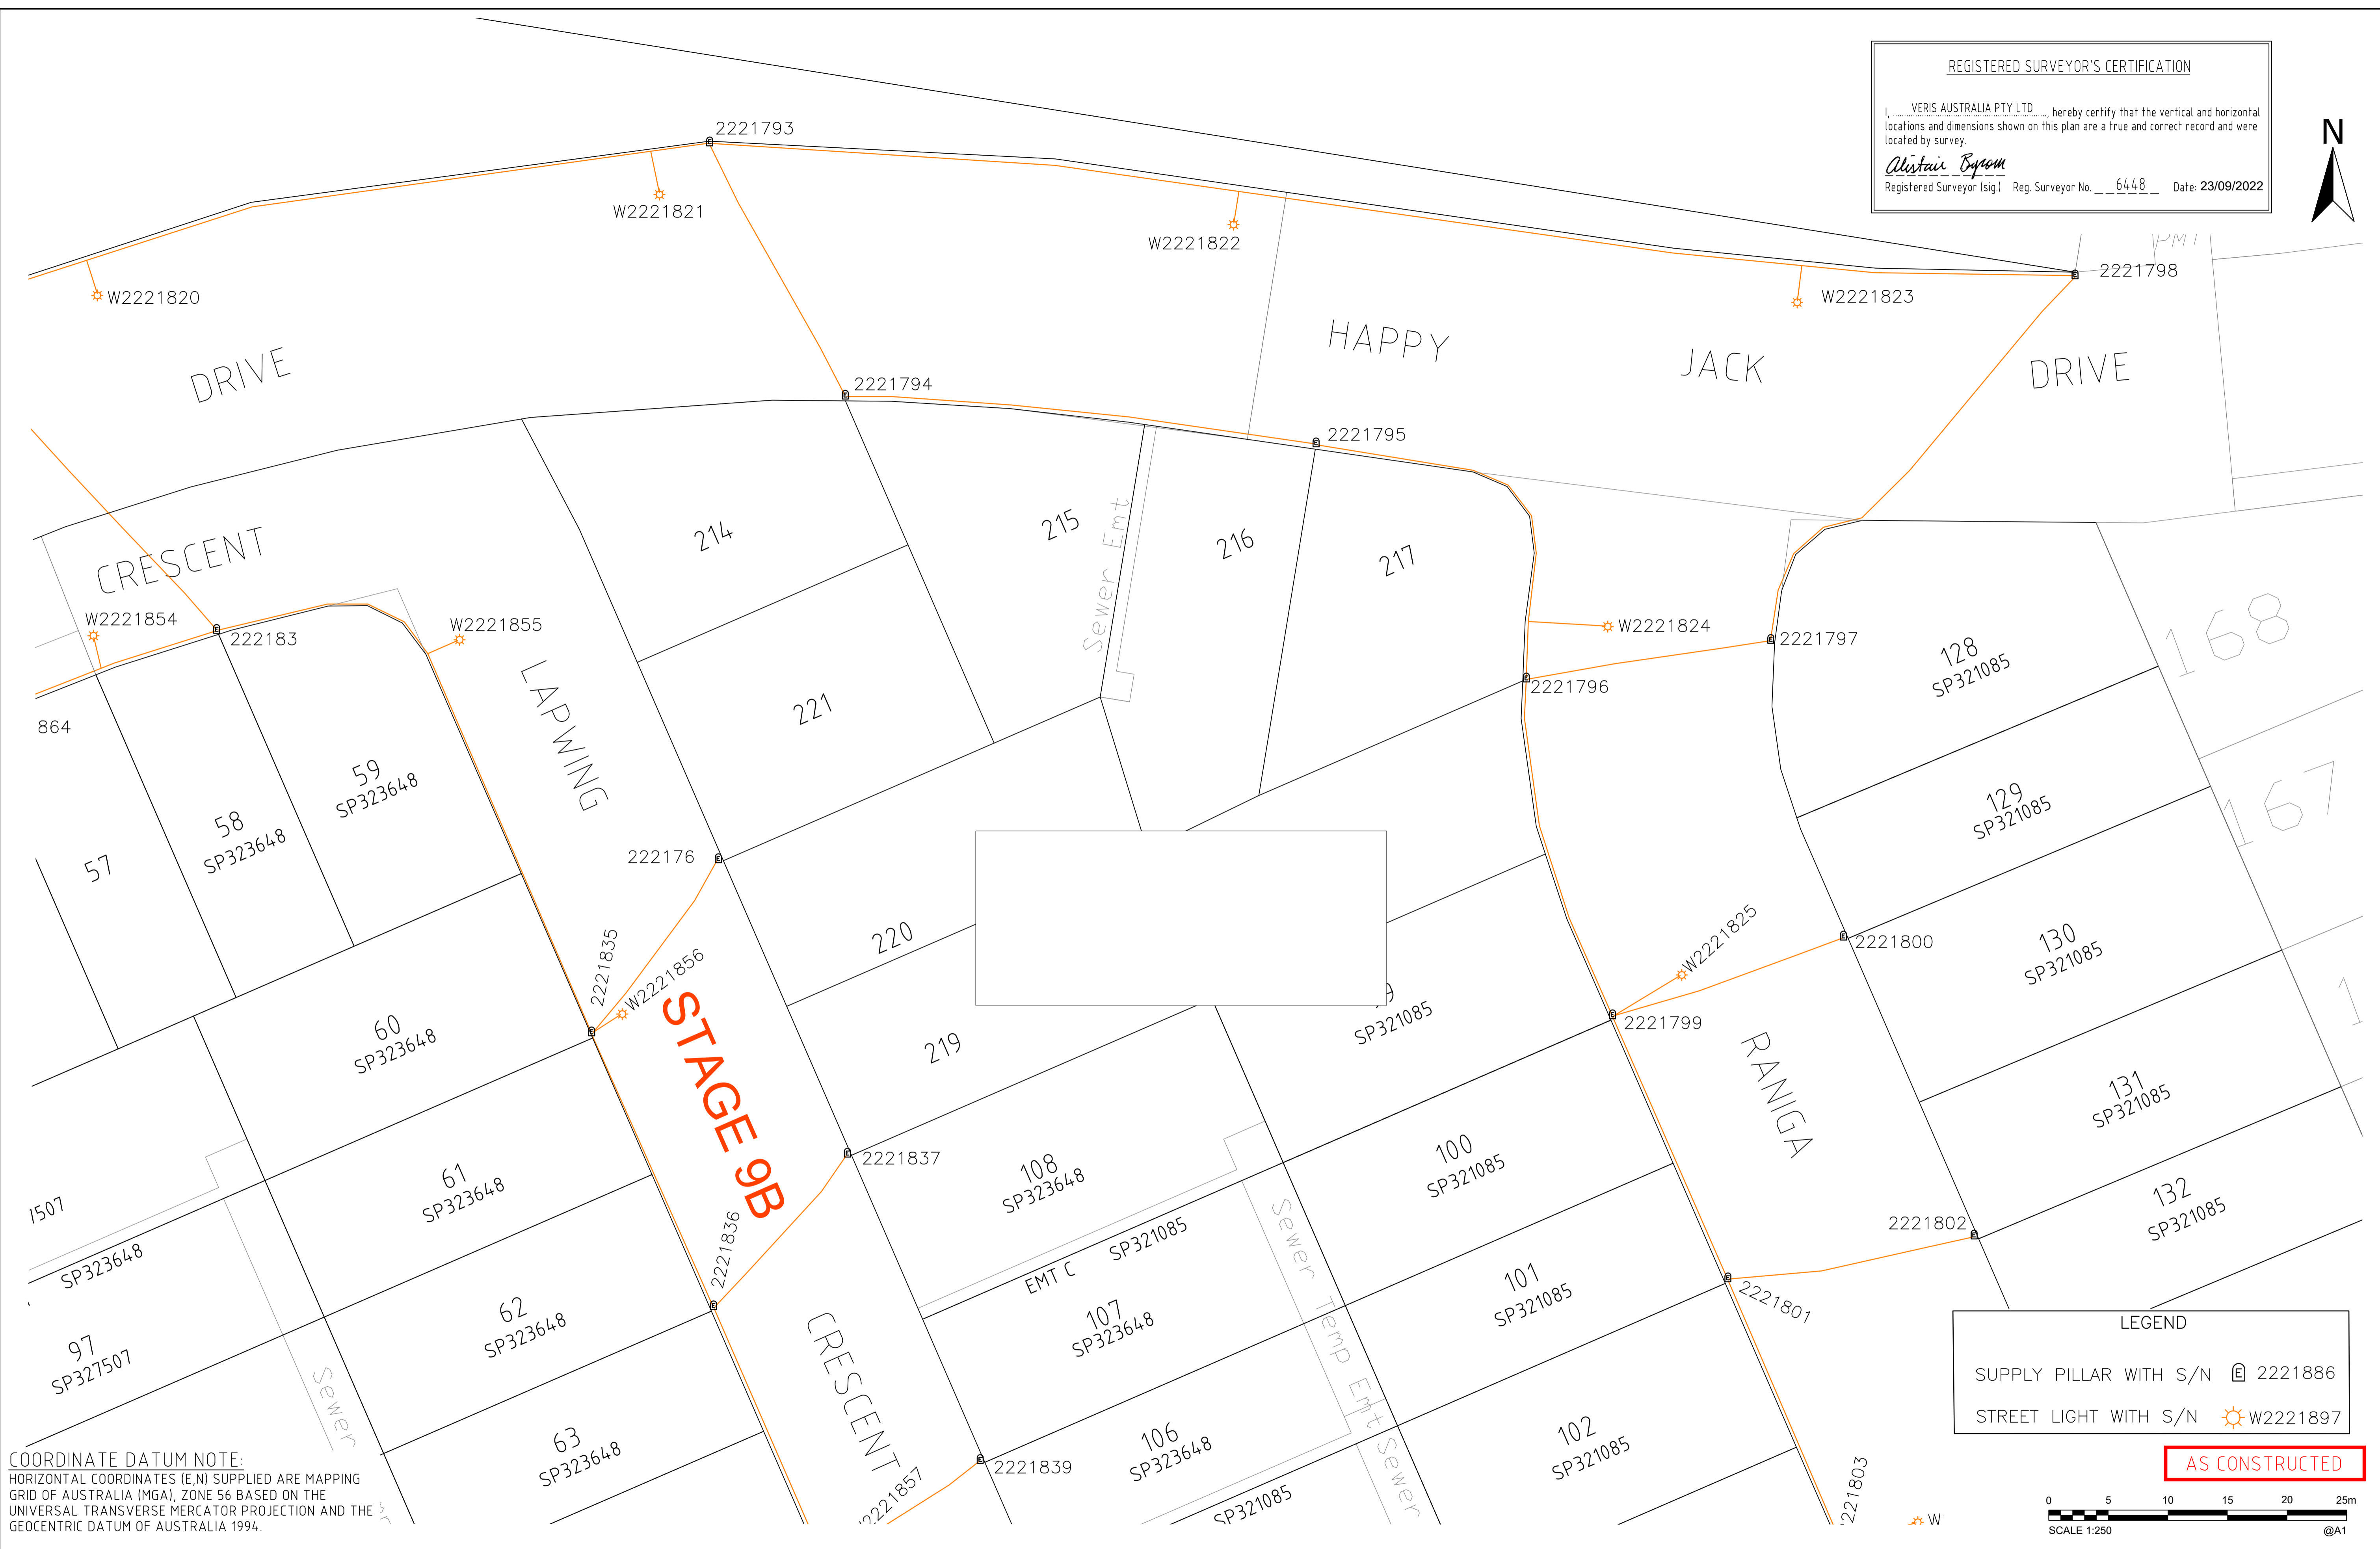 REGISTERED SURVEYOR'S CERTIFICATION
I, VERIS AUSTRALIA PTY LTD, hereby certify that the vertical and horizontal
locations and dimensions shown on this plan are a true and correct record and were
located by survey.
Alistair Byrom
Registered Surveyor (sig.) Reg. Surveyor No. 6448 Date: 23/09/2022
N
2221793
W2221821
W2221822
W2221820
2221798
W2221823
DRIVE
HAPPY
JACK
DRIVE
2221794
2221795
CRESCENT
214
215
Sewer Emt
216
217
W2221854
222183
W2221855
W2221824
2221797
128
SP321085
168
LAPWING
2221796
221
864
59
SP323648
58
SP323648
57
129
SP321085
167
222176
220
2221835
W2221856
W2221825
2221800
130
SP321085
STAGE 9B
219
SP321085
2221799
60
SP323648
RANIGA
131
SP321085
2221837
108
SP323648
100
SP321085
61
SP323648
132
SP321085
7507
SP323648
2221836
EMT C
SP321085
Sewer Temp Emt
2221802
62
SP323648
107
SP323648
101
SP321085
2221801
97
SP327507
Sewer
CRESCENT
63
SP323648
106
SP323648
Sewer
102
SP321085
2221839
2221857
SP321085
221803
W
LEGEND
SUPPLY PILLAR WITH S/N E 2221886
STREET LIGHT WITH S/N W2221897
AS CONSTRUCTED
0 5 10 15 20 25m
SCALE 1:250 @A1
COORDINATE DATUM NOTE:
HORIZONTAL COORDINATES (E,N) SUPPLIED ARE MAPPING
GRID OF AUSTRALIA (MGA), ZONE 56 BASED ON THE
UNIVERSAL TRANSVERSE MERCATOR PROJECTION AND THE
GEOCENTRIC DATUM OF AUSTRALIA 1994.